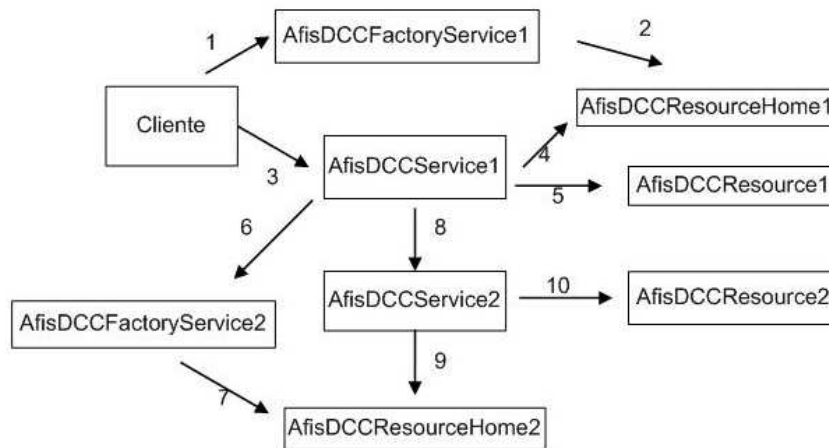 1
AfisDCCFactoryService1
2
Cliente
AfisDCCResourceHome1
3
AfisDCCService1
4
5
AfisDCCResource1
6
8
AfisDCCFactoryService2
AfisDCCService2
10
AfisDCCResource2
7
9
AfisDCCResourceHome2